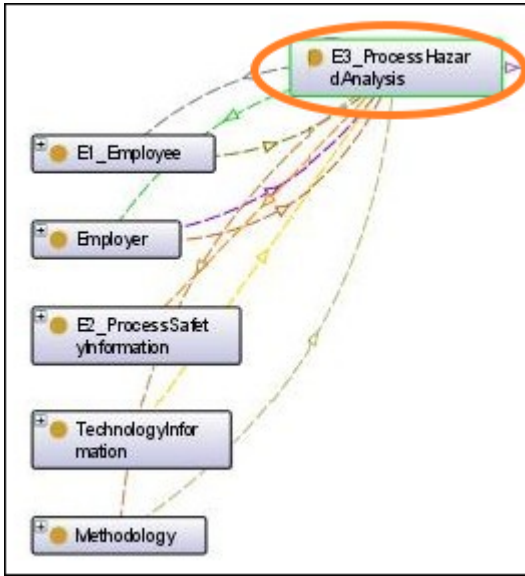 E3_ProcessHazar
dAnalysis
E1_Employee
Employer
E2_ProcessSafet
yInformation
TechnologyInfor
mation
Methodology